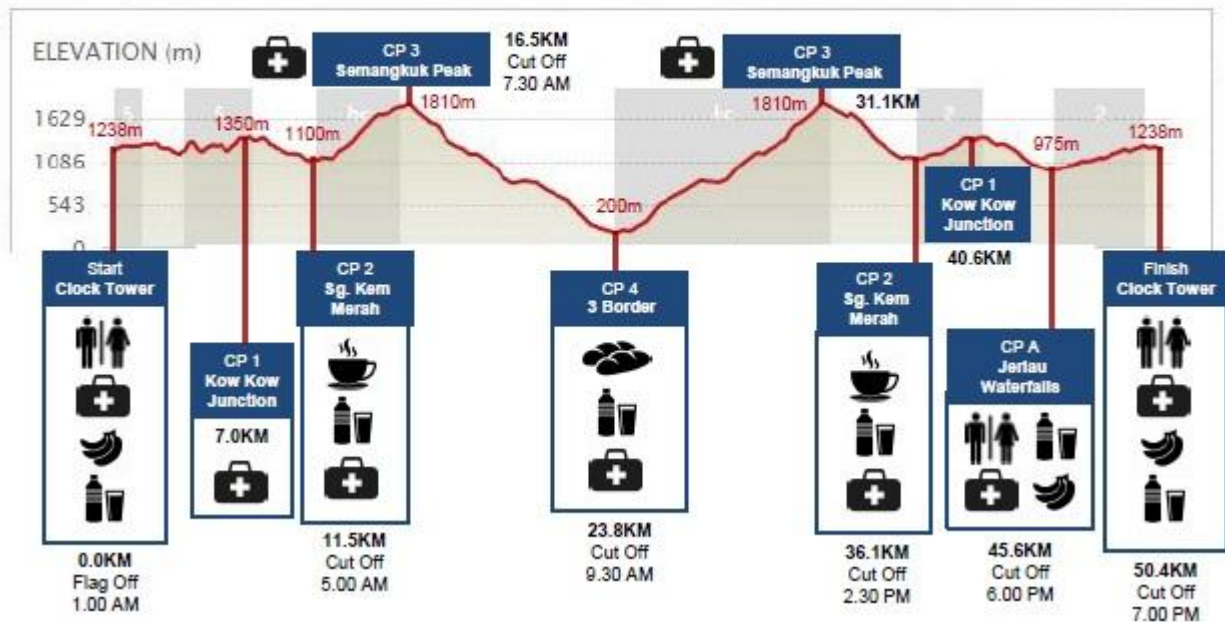 ELEVATION (m)
CP 3
Semangkuk Peak
16.5KM
Cut Off
7.30 AM
CP 3
Semangkuk Peak
1810m
1810m
31.1KM
1629
1086
543
0
1238m
1350m
1100m
200m
975m
1238m
5
hc
2
2
CP 1
Kow Kow
Junction
40.6KM
Start
Clock Tower
0.0KM
Flag Off
1.00 AM
CP 1
Kow Kow
Junction
7.0KM
CP 2
Sg. Kem
Merah
11.5KM
Cut Off
5.00 AM
CP 4
3 Border
23.8KM
Cut Off
9.30 AM
CP 2
Sg. Kem
Merah
36.1KM
Cut Off
2.30 PM
CP A
Jeriau
Waterfalls
45.6KM
Cut Off
6.00 PM
Finish
Clock Tower
50.4KM
Cut Off
7.00 PM